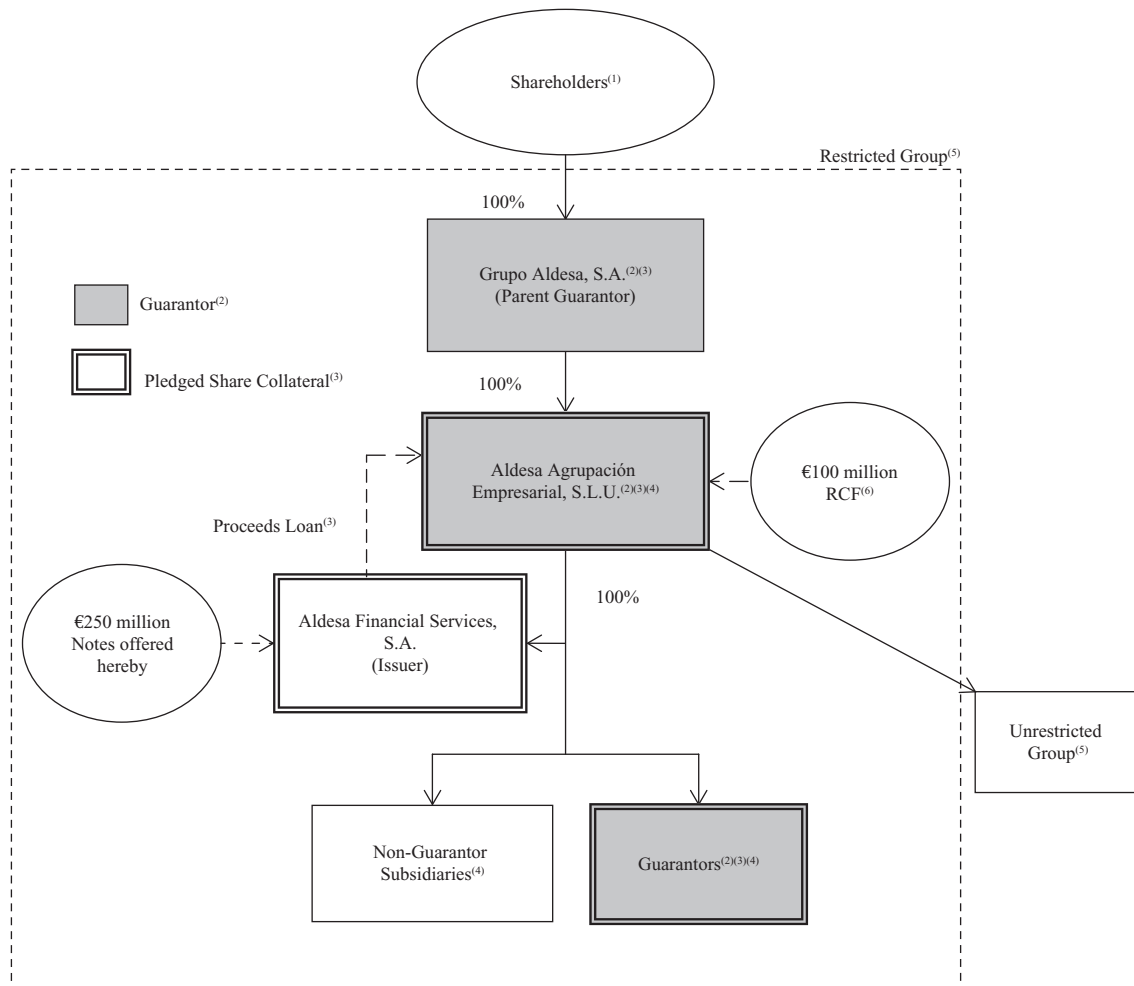 Shareholders(1)
Restricted Group(5)
100%
Grupo Aldesa, S.A.(2)(3)
(Parent Guarantor)
Guarantor(2)
Pledged Share Collateral(3)
100%
Aldesa Agrupación
Empresarial, S.L.U.(2)(3)(4)
€100 million
RCF(6)
Proceeds Loan(3)
100%
€250 million
Notes offered
hereby
Aldesa Financial Services,
S.A.
(Issuer)
Unrestricted
Group(5)
Non-Guarantor
Subsidiaries(4)
Guarantors(2)(3)(4)